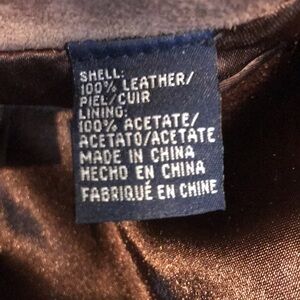 SHELL:
100% LEATHER/
PIEL/CUIR
LINING:
100% ACETATE/
ACETATO/ACETATE
MADE IN CHINA
HECHO EN CHINA
FABRIQUÉ EN CHINE